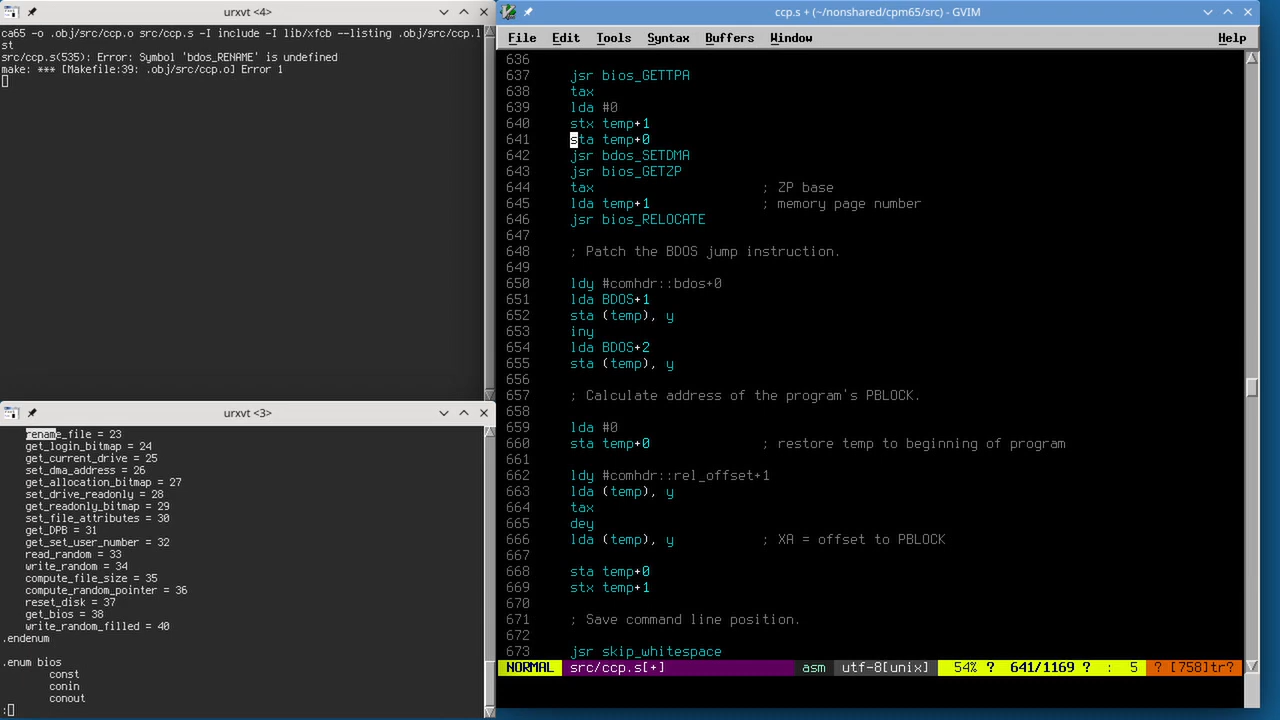 urxvt <4>
ca65 -o .obj/src/ccp.o src/ccp.s -I include -I lib/xfcb --listing .obj/src/ccp.l
st
src/ccp.s(535): Error: Symbol 'bdos_RENAME' is undefined
make: *** [Makefile:39: .obj/src/ccp.o] Error 1
urxvt <3>
rename_file = 23
get_login_bitmap = 24
get_current_drive = 25
set_dma_address = 26
get_allocation_bitmap = 27
set_drive_readonly = 28
get_readonly_bitmap = 29
set_file_attributes = 30
get_DPB = 31
get_set_user_number = 32
read_random = 33
write_random = 34
compute_file_size = 35
compute_random_pointer = 36
reset_disk = 37
get_bios = 38
write_random_filled = 40
.endenum
.enum bios
const
conin
conout
:
ccp.s + (~/nonshared/cpm65/src) - GVIM
File Edit Tools Syntax Buffers Window Help
636
637 jsr bios_GETTPA
638 tax
639 lda #0
640 stx temp+1
641 sta temp+0
642 jsr bdos_SETDMA
643 jsr bios_GETZP
644 tax ; ZP base
645 lda temp+1 ; memory page number
646 jsr bios_RELOCATE
647
648 ; Patch the BDOS jump instruction.
649
650 ldy #comhdr::bdos+0
651 lda BDOS+1
652 sta (temp), y
653 iny
654 lda BDOS+2
655 sta (temp), y
656
657 ; Calculate address of the program's PBLOCK.
658
659 lda #0
660 sta temp+0 ; restore temp to beginning of program
661
662 ldy #comhdr::rel_offset+1
663 lda (temp), y
664 tax
665 dey
666 lda (temp), y ; XA = offset to PBLOCK
667
668 sta temp+0
669 stx temp+1
670
671 ; Save command line position.
672
673 jsr skip_whitespace
NORMAL src/ccp.s[+] asm utf-8[unix] 54% ? 641/1169 ? : 5 ? [758]tr?